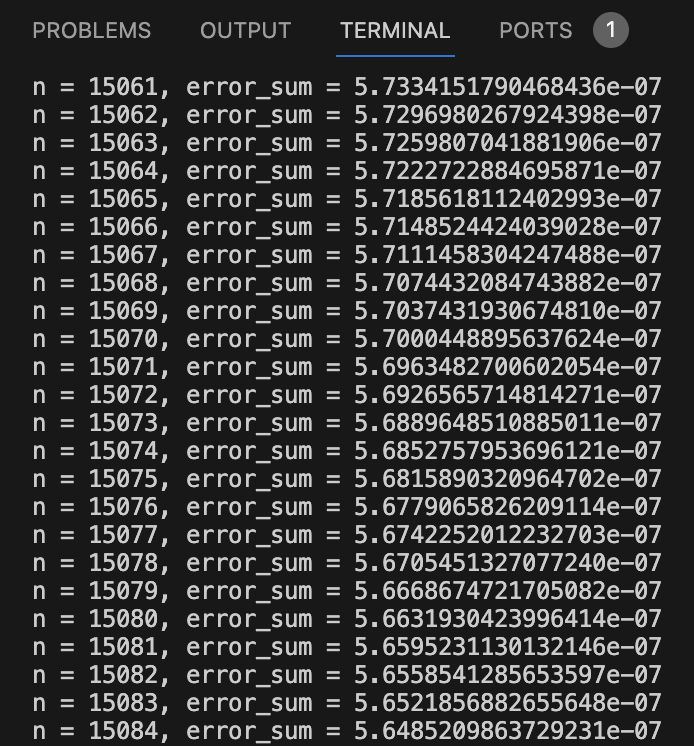 PROBLEMS OUTPUT TERMINAL PORTS 1
n = 15061, error_sum = 5.7334151790468436e-07
n = 15062, error_sum = 5.7296980267924398e-07
n = 15063, error_sum = 5.7259807041881906e-07
n = 15064, error_sum = 5.7222722884695871e-07
n = 15065, error_sum = 5.7185618112402993e-07
n = 15066, error_sum = 5.7148524424039028e-07
n = 15067, error_sum = 5.7111458304247488e-07
n = 15068, error_sum = 5.7074432084743882e-07
n = 15069, error_sum = 5.7037431930674810e-07
n = 15070, error_sum = 5.7000448895637624e-07
n = 15071, error_sum = 5.6963482700602054e-07
n = 15072, error_sum = 5.6926565714814271e-07
n = 15073, error_sum = 5.6889648510885011e-07
n = 15074, error_sum = 5.6852757953696121e-07
n = 15075, error_sum = 5.6815890320964702e-07
n = 15076, error_sum = 5.6779065826209114e-07
n = 15077, error_sum = 5.6742252012232703e-07
n = 15078, error_sum = 5.6705451327077240e-07
n = 15079, error_sum = 5.6668674721705082e-07
n = 15080, error_sum = 5.6631930423996414e-07
n = 15081, error_sum = 5.6595231130132146e-07
n = 15082, error_sum = 5.6558541285653597e-07
n = 15083, error_sum = 5.6521856882655648e-07
n = 15084, error_sum = 5.6485209863729231e-07